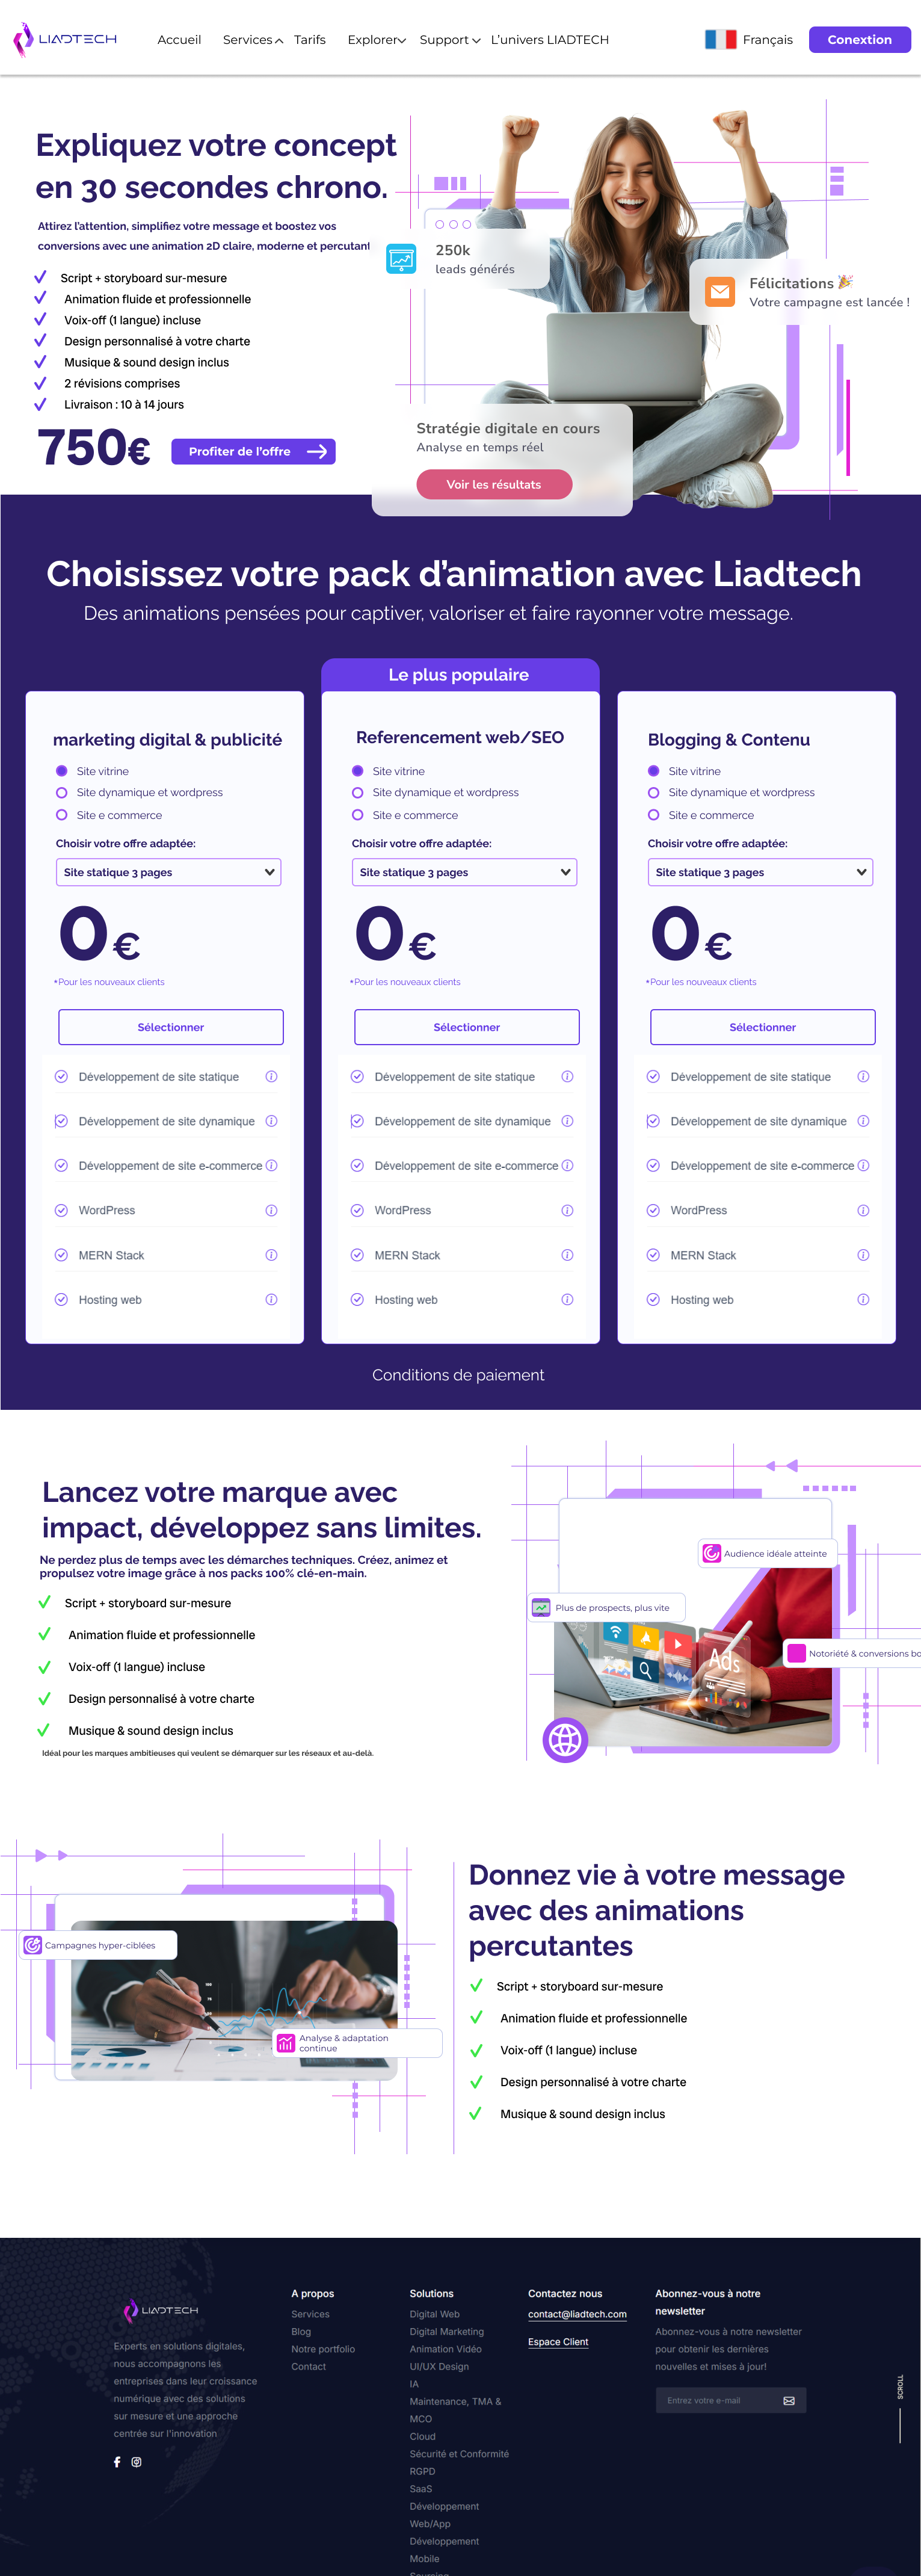 LIADTECH
Accueil
Services
Tarifs
Explorer
Support
L'univers LIADTECH
Français
Conextion
Expliquez votre concept
en 30 secondes chrono.
Attirez l'attention, simplifiez votre message et boostez vos
conversions avec une animation 2D claire, moderne et percutant
Script + storyboard sur-mesure
Animation fluide et professionnelle
Voix-off (1 langue) incluse
Design personnalisé à votre charte
Musique & sound design inclus
2 révisions comprises
Livraison : 10 à 14 jours
750€
Profiter de l'offre
250k
leads générés
Félicitations 🎉
Votre campagne est lancée !
Stratégie digitale en cours
Analyse en temps réel
Voir les résultats
Choisissez votre pack d'animation avec Liadtech
Des animations pensées pour captiver, valoriser et faire rayonner votre message.
Le plus populaire
marketing digital & publicité
Site vitrine
Site dynamique et wordpress
Site e commerce
Choisir votre offre adaptée:
Site statique 3 pages
0€
*Pour les nouveaux clients
Sélectionner
Développement de site statique
Développement de site dynamique
Développement de site e-commerce
WordPress
MERN Stack
Hosting web
Referencement web/SEO
Site vitrine
Site dynamique et wordpress
Site e commerce
Choisir votre offre adaptée:
Site statique 3 pages
0€
*Pour les nouveaux clients
Sélectionner
Développement de site statique
Développement de site dynamique
Développement de site e-commerce
WordPress
MERN Stack
Hosting web
Blogging & Contenu
Site vitrine
Site dynamique et wordpress
Site e commerce
Choisir votre offre adaptée:
Site statique 3 pages
0€
*Pour les nouveaux clients
Sélectionner
Développement de site statique
Développement de site dynamique
Développement de site e-commerce
WordPress
MERN Stack
Hosting web
Conditions de paiement
Lancez votre marque avec
impact, développez sans limites.
Ne perdez plus de temps avec les démarches techniques. Créez, animez et
propulsez votre image grâce à nos packs 100% clé-en-main.
Script + storyboard sur-mesure
Animation fluide et professionnelle
Voix-off (1 langue) incluse
Design personnalisé à votre charte
Musique & sound design inclus
Idéal pour les marques ambitieuses qui veulent se démarquer sur les réseaux et au-delà.
Audience idéale atteinte
Plus de prospects, plus vite
Notoriété & conversions bo
Ads
Campagnes hyper-ciblées
Analyse & adaptation
continue
Donnez vie à votre message
avec des animations
percutantes
Script + storyboard sur-mesure
Animation fluide et professionnelle
Voix-off (1 langue) incluse
Design personnalisé à votre charte
Musique & sound design inclus
LIADTECH
Experts en solutions digitales,
nous accompagnons les
entreprises dans leur croissance
numérique avec des solutions
sur mesure et une approche
centrée sur l'innovation
A propos
Services
Blog
Notre portfolio
Contact
Solutions
Digital Web
Digital Marketing
Animation Vidéo
UI/UX Design
IA
Maintenance, TMA &
MCO
Cloud
Sécurité et Conformité
RGPD
SaaS
Développement
Web/App
Développement
Mobile
Contactez nous
contact@liadtech.com
Espace Client
Abonnez-vous à notre
newsletter
Abonnez-vous à notre newsletter
pour obtenir les dernières
nouvelles et mises à jour!
Entrez votre e-mail
SCROLL